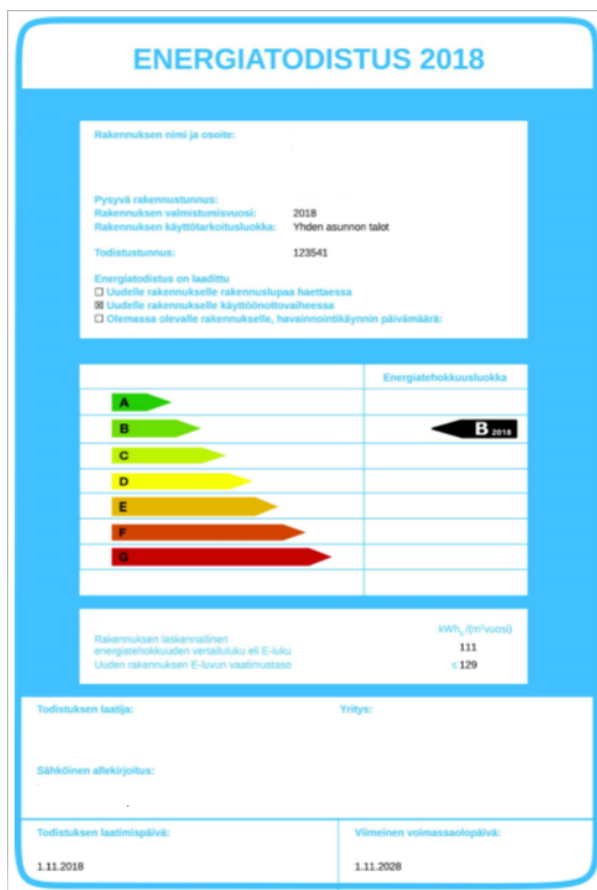 ENERGIATODISTUS 2018
Rakennuksen nimi ja osoite:
Pysyvä rakennustunnus:
Rakennuksen valmistumisvuosi: 2018
Rakennuksen käyttötarkoitusluokka: Yhden asunnon talot
Todistustunnus: 123541
Energiatodistus on laadittu
☐ Uudelle rakennukselle rakennuslupaa haettaessa
☒ Uudelle rakennukselle käyttöönottovaiheessa
☐ Olemassa olevalle rakennukselle, havainnointikäynnin päivämäärä:
Energiatehokkuusluokka
A
B B 2018
C
D
E
F
G
kWhE /(m²vuosi)
Rakennuksen laskennallinen
energiatehokkuuden vertailuluku eli E-luku 111
Uuden rakennuksen E-luvun vaatimustaso ≤ 129
Todistuksen laatija: Yritys:
Sähköinen allekirjoitus:
Todistuksen laatimispäivä: Viimeinen voimassaolopäivä:
1.11.2018 1.11.2028